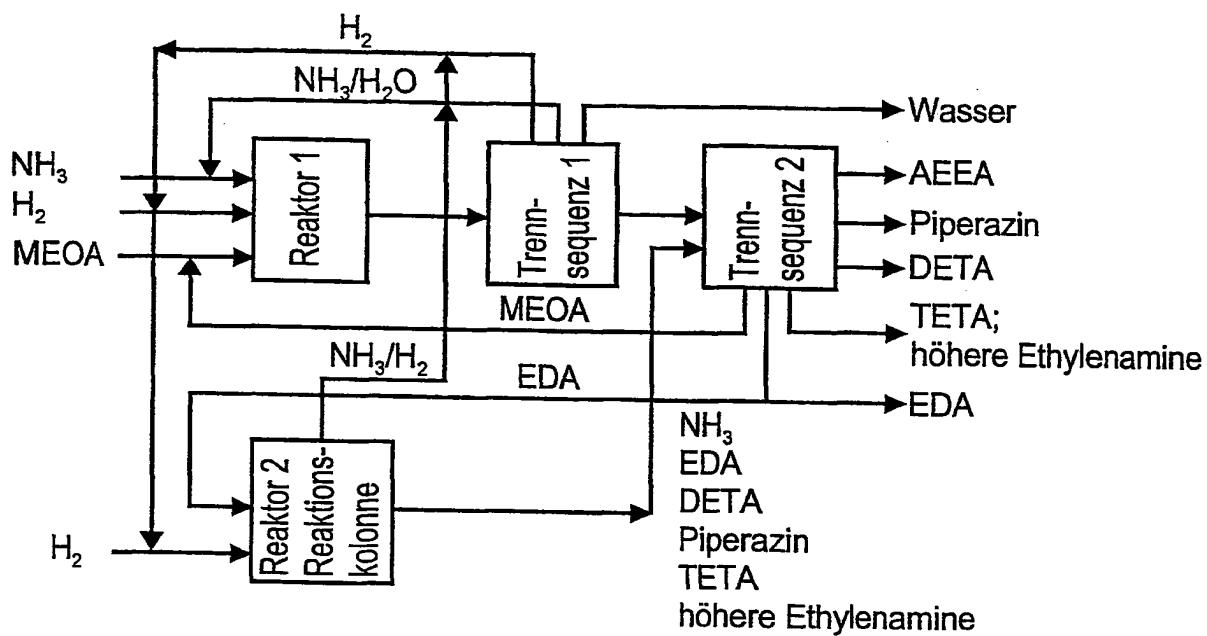 H₂
NH₃/H₂O
Wasser
NH₃
H₂
MEOA
Reaktor 1
Trenn-
sequenz 1
Trenn-
sequenz 2
AEEA
Piperazin
DETA
TETA;
höhere Ethylenamine
MEOA
NH₃/H₂
EDA
EDA
NH₃
EDA
DETA
Piperazin
TETA
höhere Ethylenamine
Reaktor 2
Reaktions-
kolonne
H₂